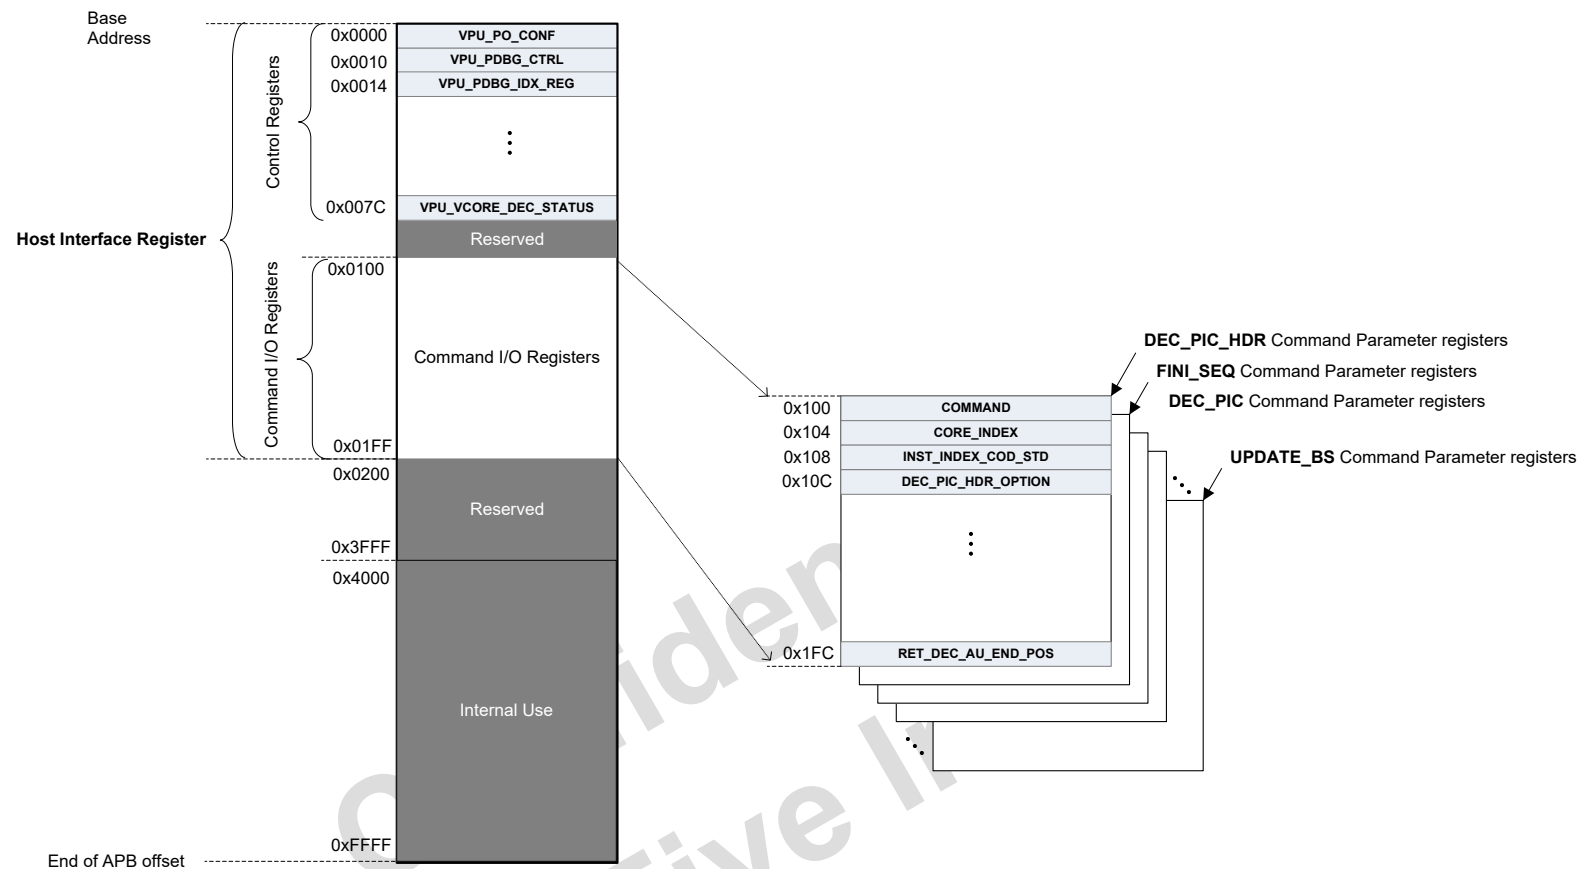 Base
Address
0x0000
VPU_PO_CONF
0x0010
VPU_PDBG_CTRL
0x0014
VPU_PDBG_IDX_REG
Control Registers
0x007C
VPU_VCORE_DEC_STATUS
Host Interface Register
Reserved
0x0100
Command I/O Registers
Command I/O Registers
0x01FF
0x0200
Reserved
0x3FFF
0x4000
Internal Use
0xFFFF
End of APB offset
DEC_PIC_HDR Command Parameter registers
FINI_SEQ Command Parameter registers
DEC_PIC Command Parameter registers
UPDATE_BS Command Parameter registers
0x100
COMMAND
0x104
CORE_INDEX
0x108
INST_INDEX_COD_STD
0x10C
DEC_PIC_HDR_OPTION
0x1FC
RET_DEC_AU_END_POS